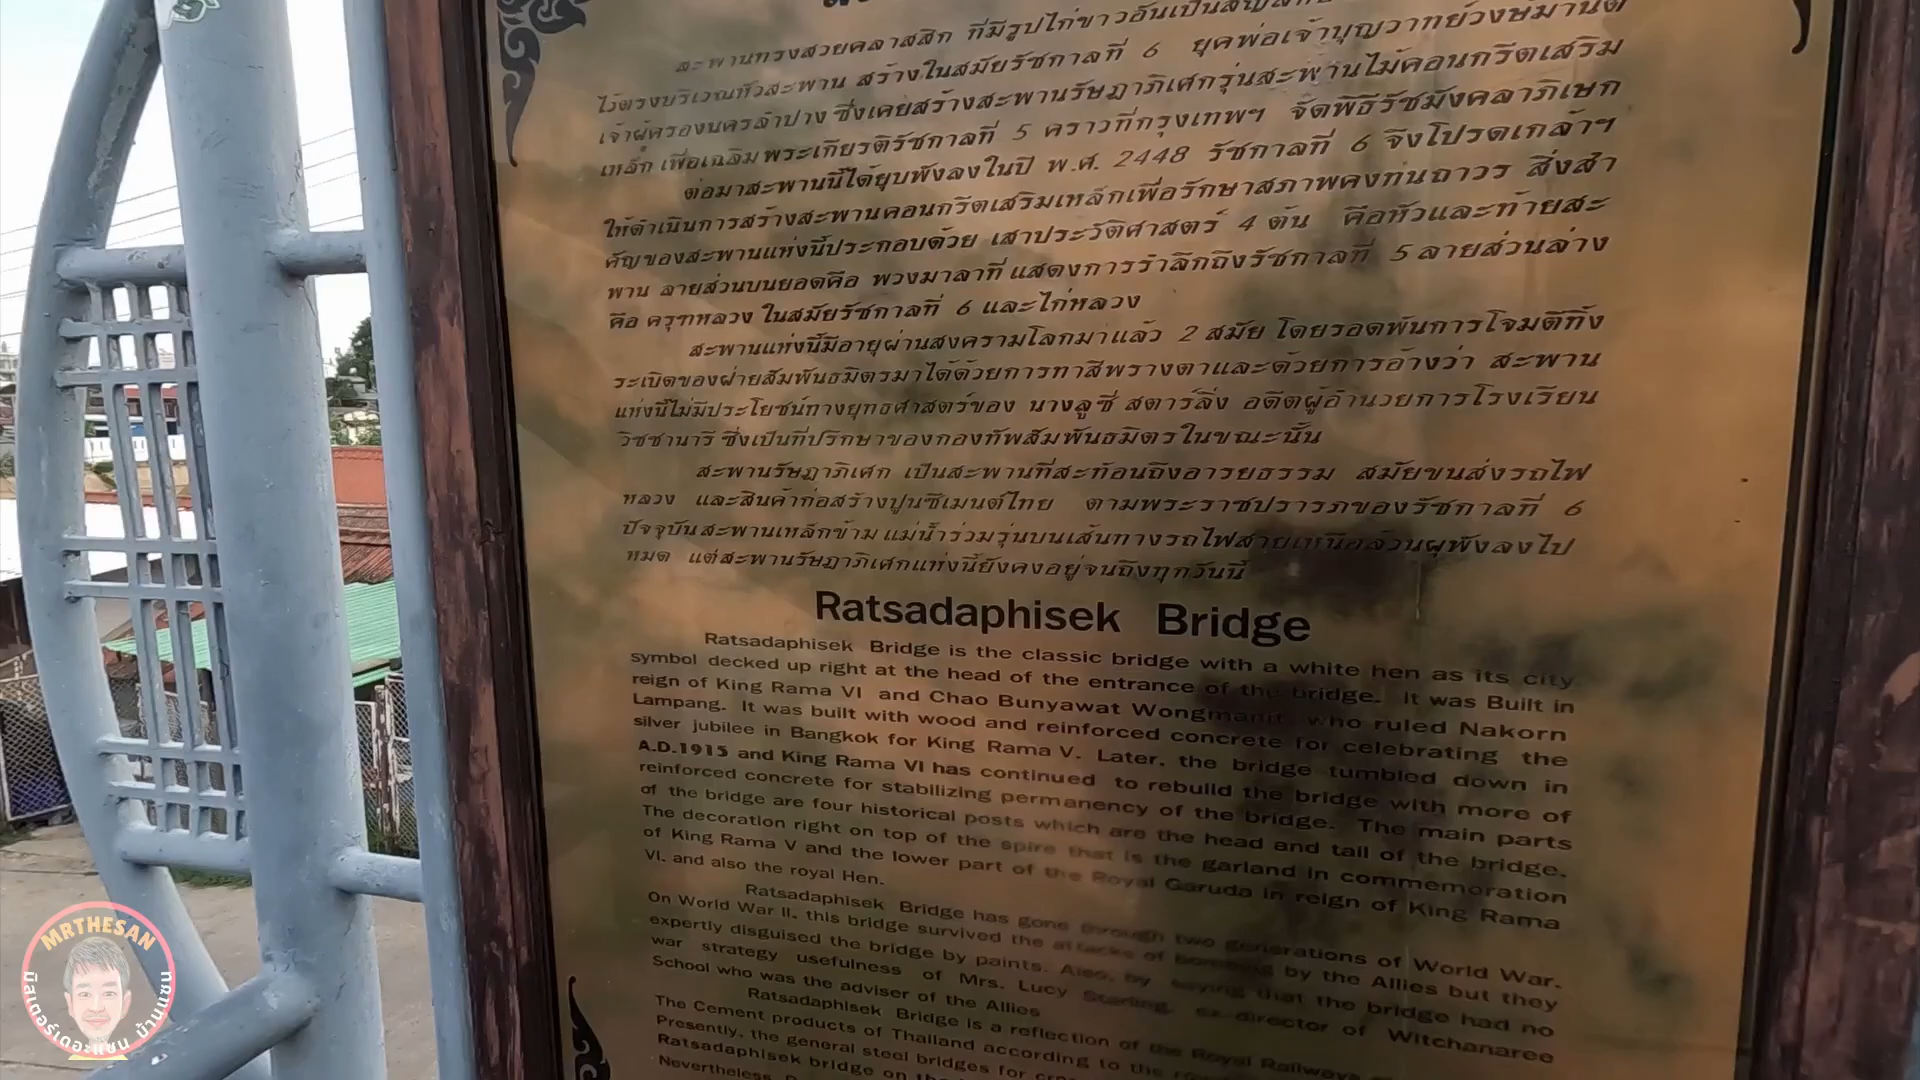 สะพานทรงสวยคลาสสิก ที่มีรูปไก่ขาวอันเป็น
ไว้ตรงบริเวณหัวสะพาน สร้างในสมัยรัชกาลที่ 6 ยุคพ่อเจ้าบุญวาทย์วงษ์มานิต
เจ้าผู้ครองนครลำปาง ซึ่งเคยสร้างสะพานรัษฎาภิเศกรุ่นสะพานไม้คอนกรีตเสริม
เหล็ก เพื่อเฉลิมพระเกียรติรัชกาลที่ 5 คราวที่กรุงเทพฯ จัดพิธีรัชมังคลาภิเษก
ต่อมาสะพานนี้ได้ยุบพังลงในปี พ.ศ. 2448 รัชกาลที่ 6 จึงโปรดเกล้าฯ
ให้ดำเนินการสร้างสะพานคอนกรีตเสริมเหล็กเพื่อรักษาสภาพคงทนถาวร สิ่งสำ
คัญของสะพานแห่งนี้ประกอบด้วย เสาประวัติศาสตร์ 4 ต้น คือหัวและท้ายสะ
พาน ลายส่วนบนยอดคือ พวงมาลาที่แสดงการรำลึกถึงรัชกาลที่ 5 ลายส่วนล่าง
คือ ครุฑหลวง ในสมัยรัชกาลที่ 6 และไก่หลวง
สะพานแห่งนี้มีอายุผ่านสงครามโลกมาแล้ว 2 สมัย โดยรอดพ้นการโจมตีทิ้ง
ระเบิดของฝ่ายสัมพันธมิตรมาได้ด้วยการทาสีพรางตาและด้วยการอ้างว่า สะพาน
แห่งนี้ไม่มีประโยชน์ทางยุทธศาสตร์ของ นางลูซี่ สตาร์ลิ่ง อดีตผู้อำนวยการโรงเรียน
วิชชานารี ซึ่งเป็นที่ปรึกษาของกองทัพสัมพันธมิตรในขณะนั้น
สะพานรัษฎาภิเศก เป็นสะพานที่สะท้อนถึงอารยธรรม สมัยขนส่งรถไฟ
หลวง และสินค้าก่อสร้างปูนซีเมนต์ไทย ตามพระราชปรารภของรัชกาลที่ 6
ปัจจุบันสะพานเหล็กข้ามแม่น้ำร่วมรุ่นบนเส้นทางรถไฟสายเหนือล้วนผุพังลงไป
หมด แต่สะพานรัษฎาภิเศกแห่งนี้ยังคงอยู่จนถึงทุกวันนี้
Ratsadaphisek Bridge
Ratsadaphisek Bridge is the classic bridge with a white hen as its city
symbol decked up right at the head of the entrance of the bridge. It was Built in
reign of King Rama VI and Chao Bunyawat Wongmanit who ruled Nakorn
Lampang. It was built with wood and reinforced concrete for celebrating the
silver jubilee in Bangkok for King Rama V. Later, the bridge tumbled down in
A.D.1915 and King Rama VI has continued to rebuild the bridge with more of
reinforced concrete for stabilizing permanency of the bridge. The main parts
of the bridge are four historical posts which are the head and tail of the bridge.
The decoration right on top of the spire that is the garland in commemoration
of King Rama V and the lower part of the Royal Garuda in reign of King Rama
VI. and also the royal Hen.
Ratsadaphisek Bridge has gone through two generations of World War.
On World War II, this bridge survived the attacks of bombing by the Allies but they
expertly disguised the bridge by paints. Also, by saying that the bridge had no
war strategy usefulness of Mrs. Lucy Starling, ex-director of Witchanaree
School who was the adviser of the Allies
Ratsadaphisek Bridge is a reflection of the Royal Railways
The Cement products of Thailand according to the
Presently, the general steel bridges for
Ratsadaphisek bridge on the
Nevertheless,
MRTHESAN